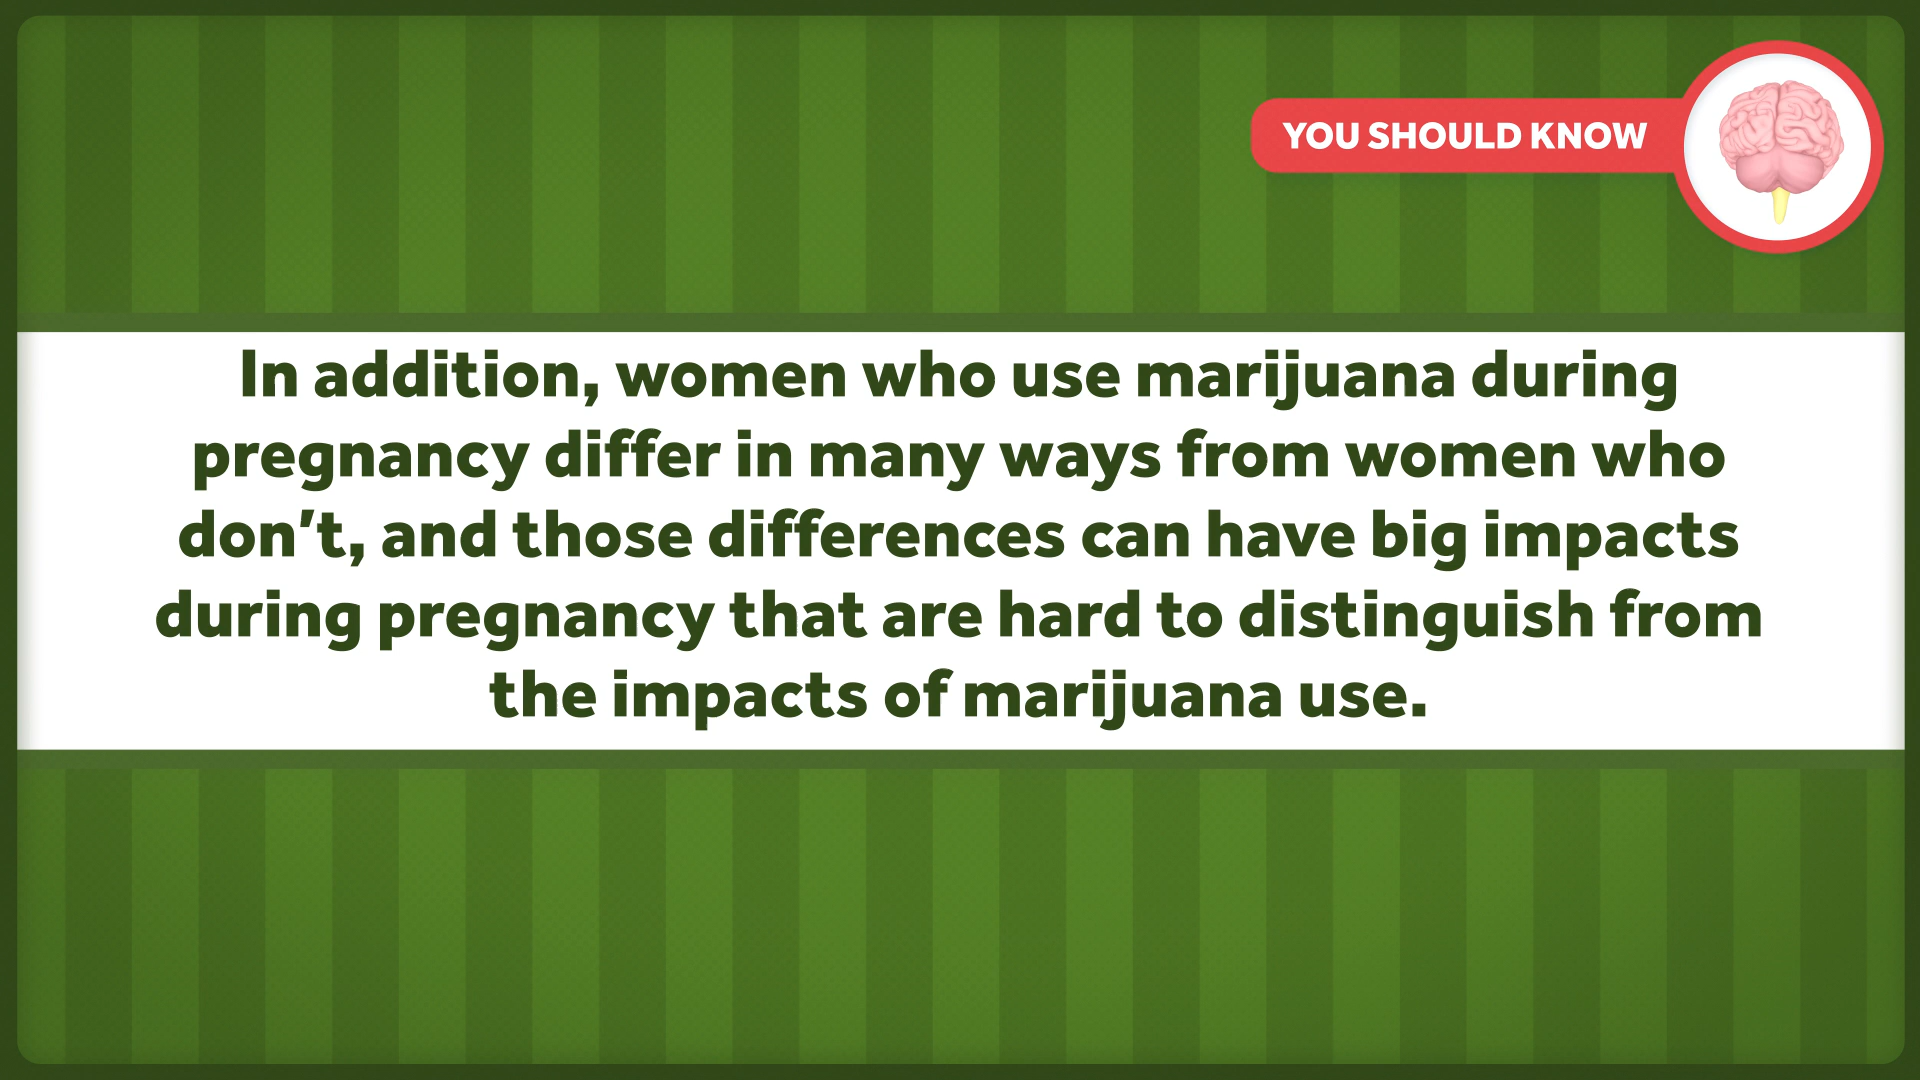 YOU SHOULD KNOW
In addition, women who use marijuana during
pregnancy differ in many ways from women who
don't, and those differences can have big impacts
during pregnancy that are hard to distinguish from
the impacts of marijuana use.